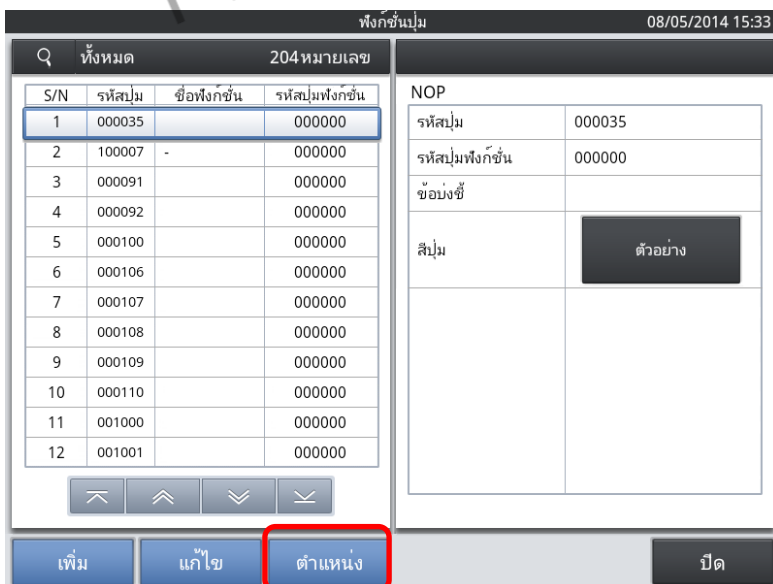 ฟังก์ชั่นปุ่ม 08/05/2014 15:33
ทั้งหมด 204หมายเลข
S/N รหัสปุ่ม ชื่อฟังก์ชั่น รหัสปุ่มฟังก์ชั่น
1 000035 000000
2 100007 - 000000
3 000091 000000
4 000092 000000
5 000100 000000
6 000106 000000
7 000107 000000
8 000108 000000
9 000109 000000
10 000110 000000
11 001000 000000
12 001001 000000
NOP
รหัสปุ่ม 000035
รหัสปุ่มฟังก์ชั่น 000000
ข้อบ่งชี้
สีปุ่ม ตัวอย่าง
เพิ่ม แก้ไข ตำแหน่ง ปิด